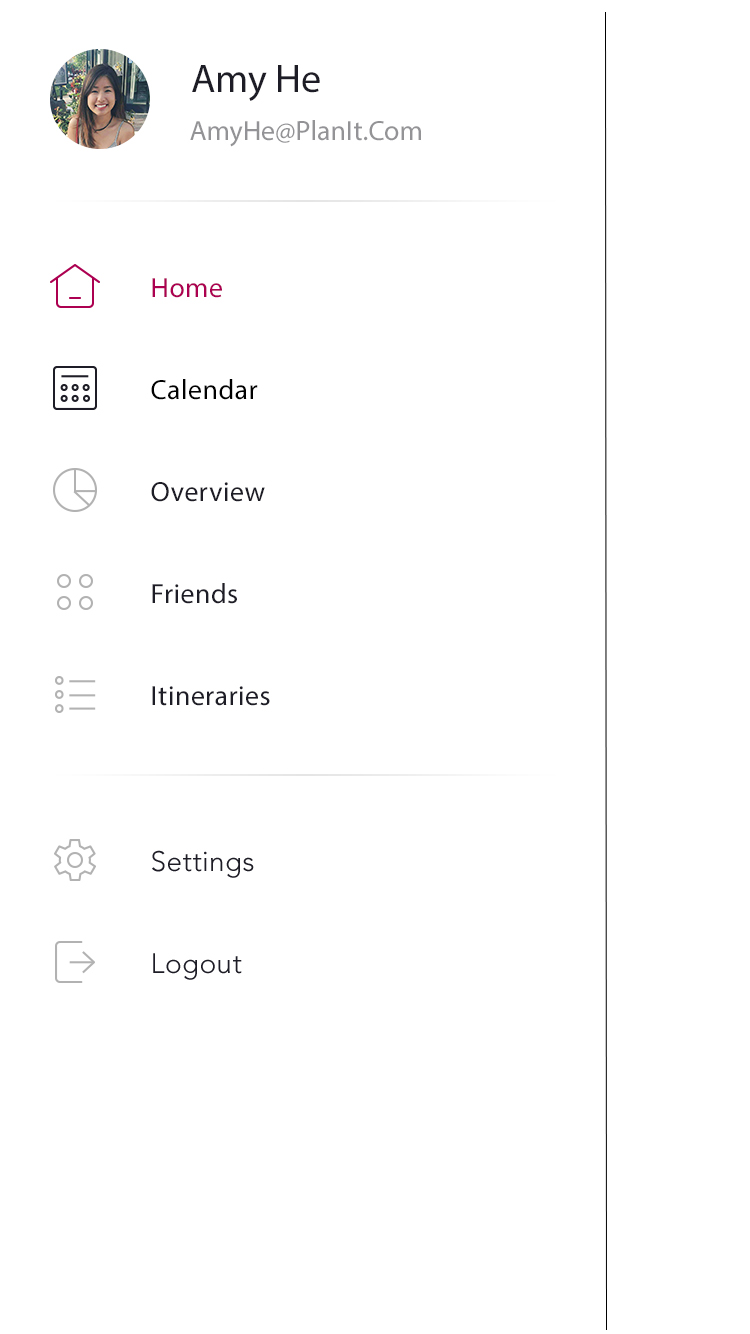 Amy He
AmyHe@PlanIt.Com
Home
Calendar
Overview
Friends
Itineraries
Settings
Logout